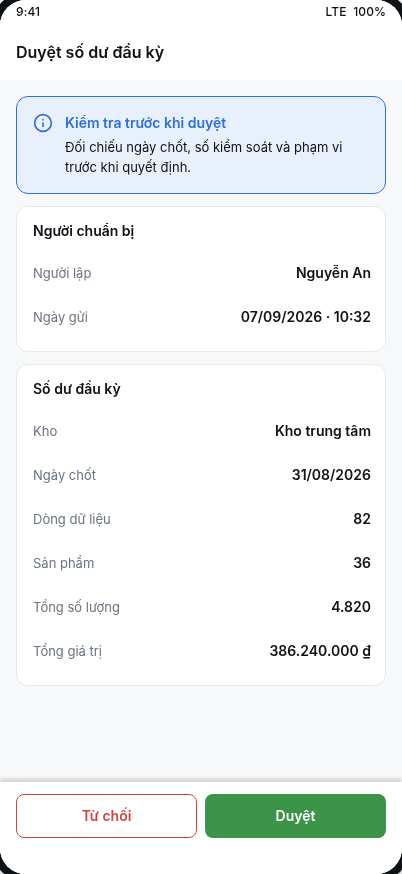 9:41
LTE 100%
Duyệt số dư đầu kỳ
Kiểm tra trước khi duyệt
Đối chiếu ngày chốt, số kiểm soát và phạm vi
trước khi quyết định.
Người chuẩn bị
Người lập Nguyễn An
Ngày gửi 07/09/2026 · 10:32
Số dư đầu kỳ
Kho Kho trung tâm
Ngày chốt 31/08/2026
Dòng dữ liệu 82
Sản phẩm 36
Tổng số lượng 4.820
Tổng giá trị 386.240.000 ₫
Từ chối Duyệt